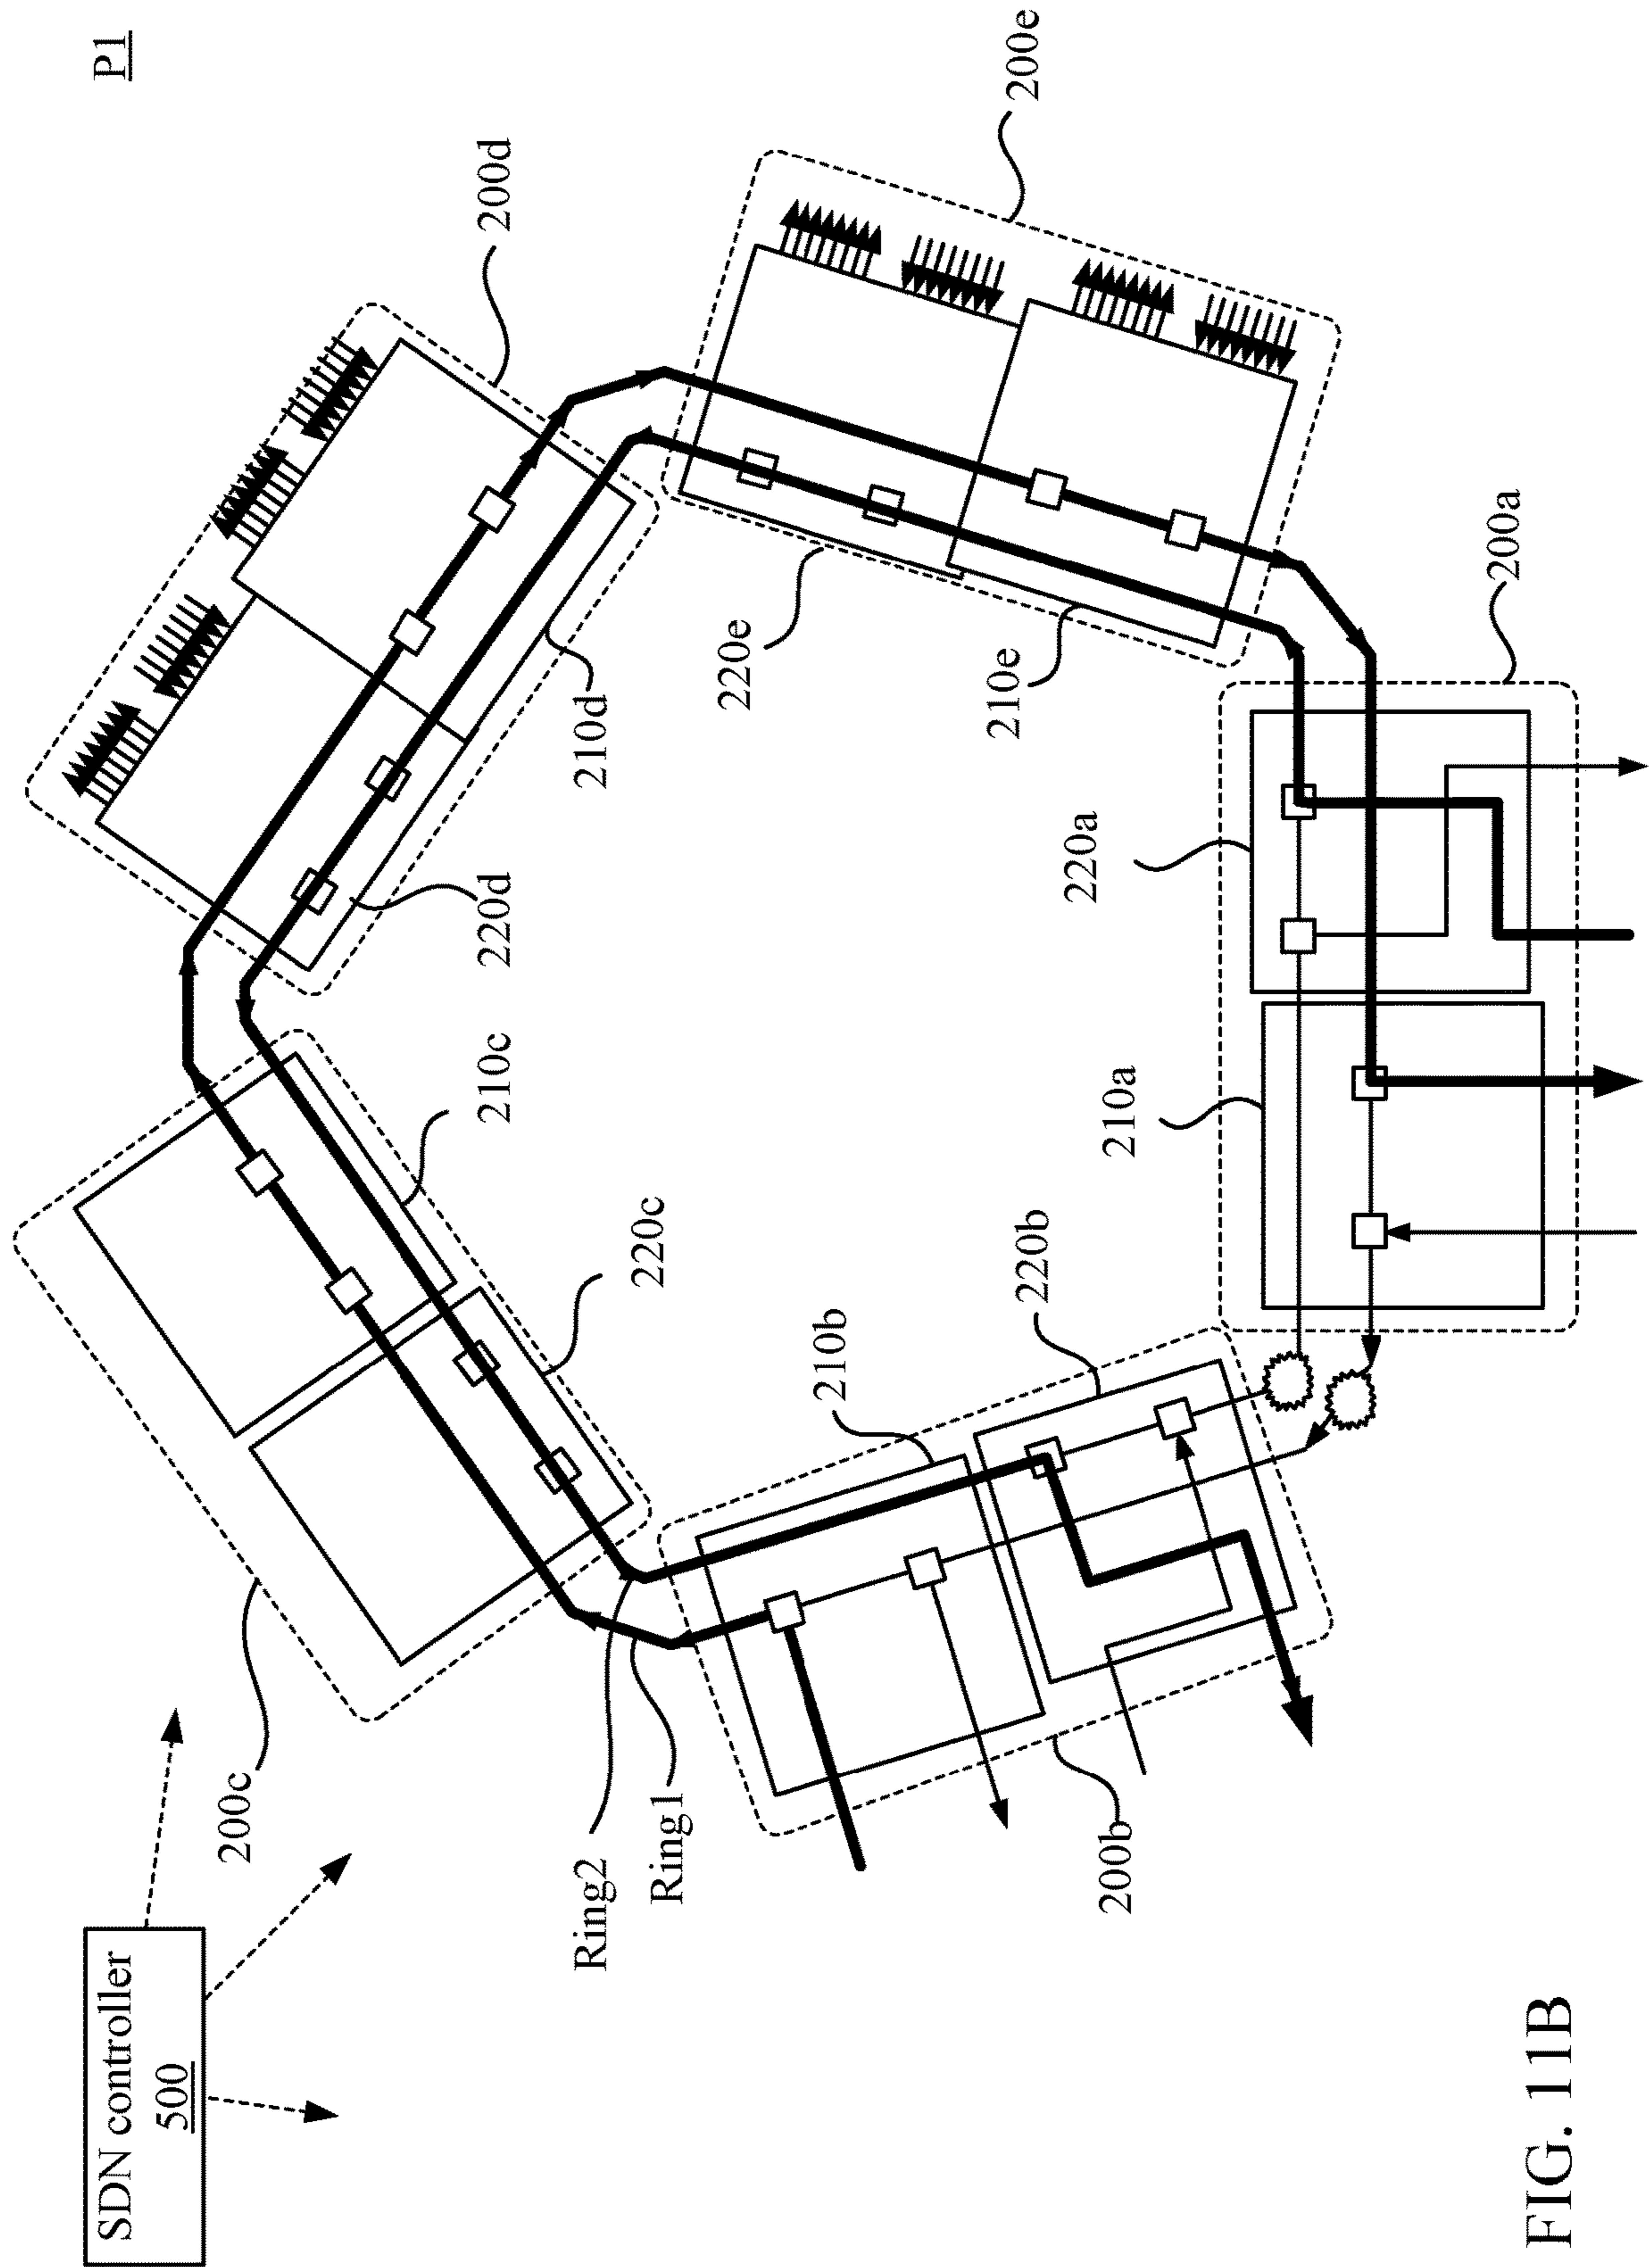 P1
SDN controller
500
200c
Ring2
Ring1
200b
210b
220b
220c
210c
220d
210d
200d
220e
210e
200e
210a
220a
200a
FIG. 11B